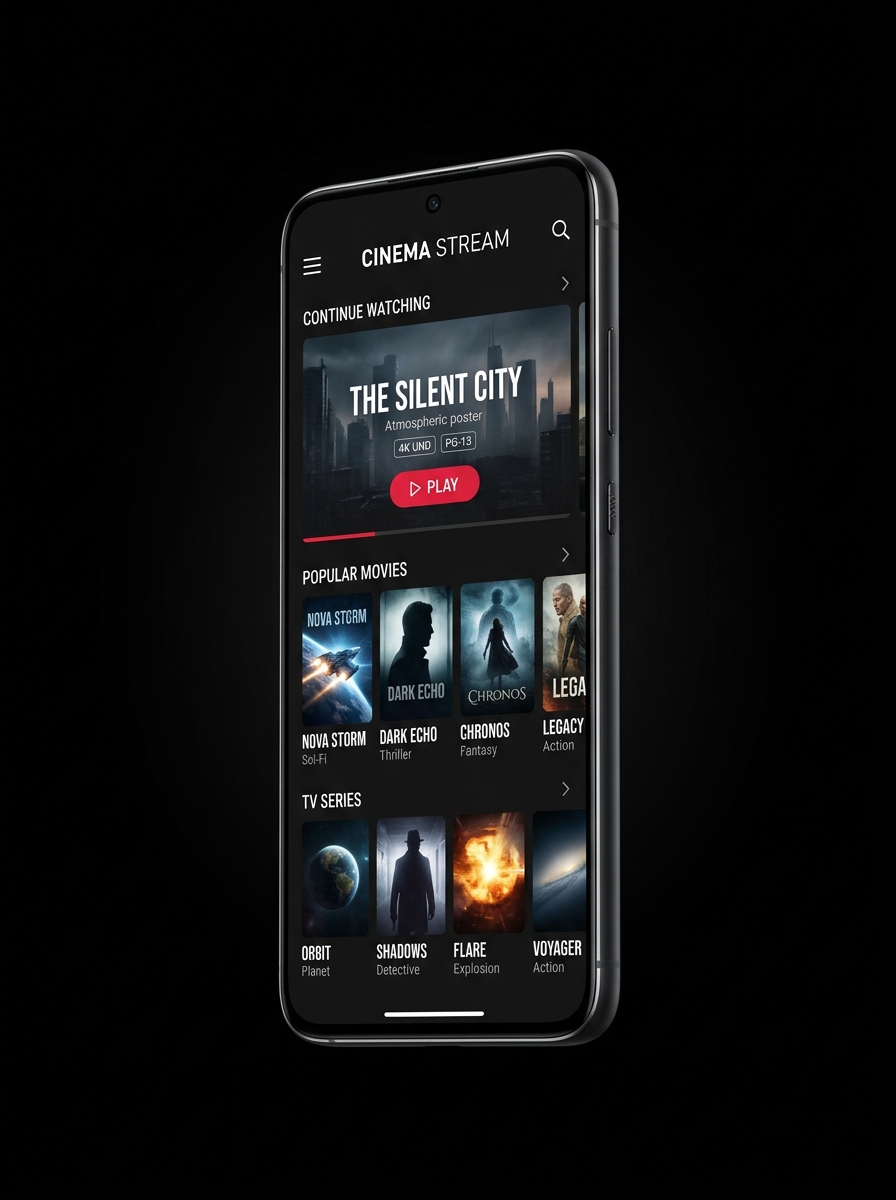 CINEMA STREAM
CONTINUE WATCHING
THE SILENT CITY
Atmospheric poster
4K UND
P6-13
PLAY
POPULAR MOVIES
NOVA STORM
DARK ECHO
CHRONOS
LEGA
NOVA STORM
DARK ECHO
CHRONOS
LEGACY
Sol-Fi
Thriller
Fantasy
Action
TV SERIES
ORBIT
SHADOWS
FLARE
VOYAGER
Planet
Detective
Explosion
Action